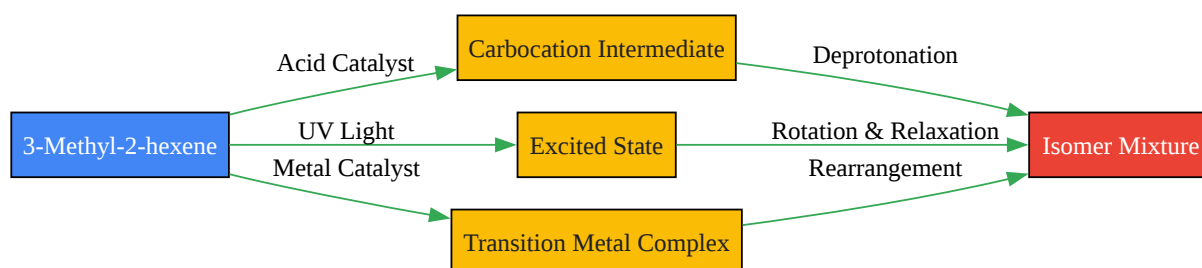 Carbocation Intermediate
Acid Catalyst
Deprotonation
3-Methyl-2-hexene
UV Light
Excited State
Rotation & Relaxation
Isomer Mixture
Metal Catalyst
Rearrangement
Transition Metal Complex